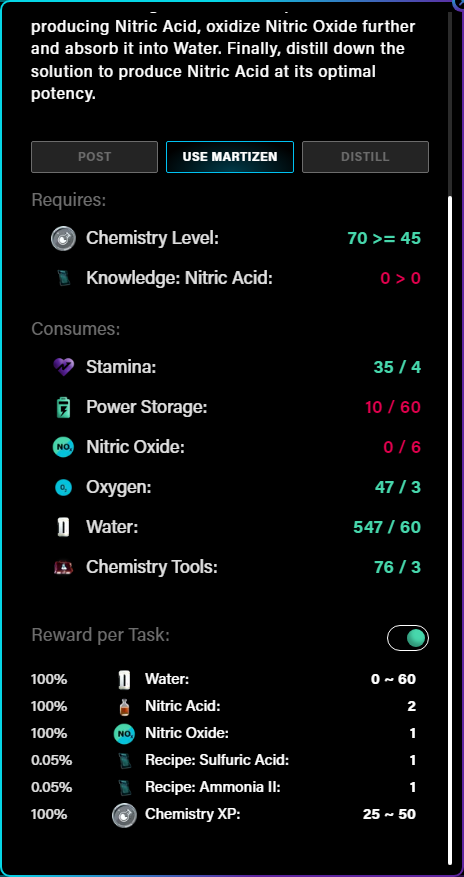 producing Nitric Acid, oxidize Nitric Oxide further
and absorb it into Water. Finally, distill down the
solution to produce Nitric Acid at its optimal
potency.
POST USE MARTIZEN DISTILL
Requires:
Chemistry Level: 70 >= 45
Knowledge: Nitric Acid: 0 > 0
Consumes:
Stamina: 35 / 4
Power Storage: 10 / 60
Nitric Oxide: 0 / 6
Oxygen: 47 / 3
Water: 547 / 60
Chemistry Tools: 76 / 3
Reward per Task:
100% Water: 0 ~ 60
100% Nitric Acid: 2
100% Nitric Oxide: 1
0.05% Recipe: Sulfuric Acid: 1
0.05% Recipe: Ammonia II: 1
100% Chemistry XP: 25 ~ 50